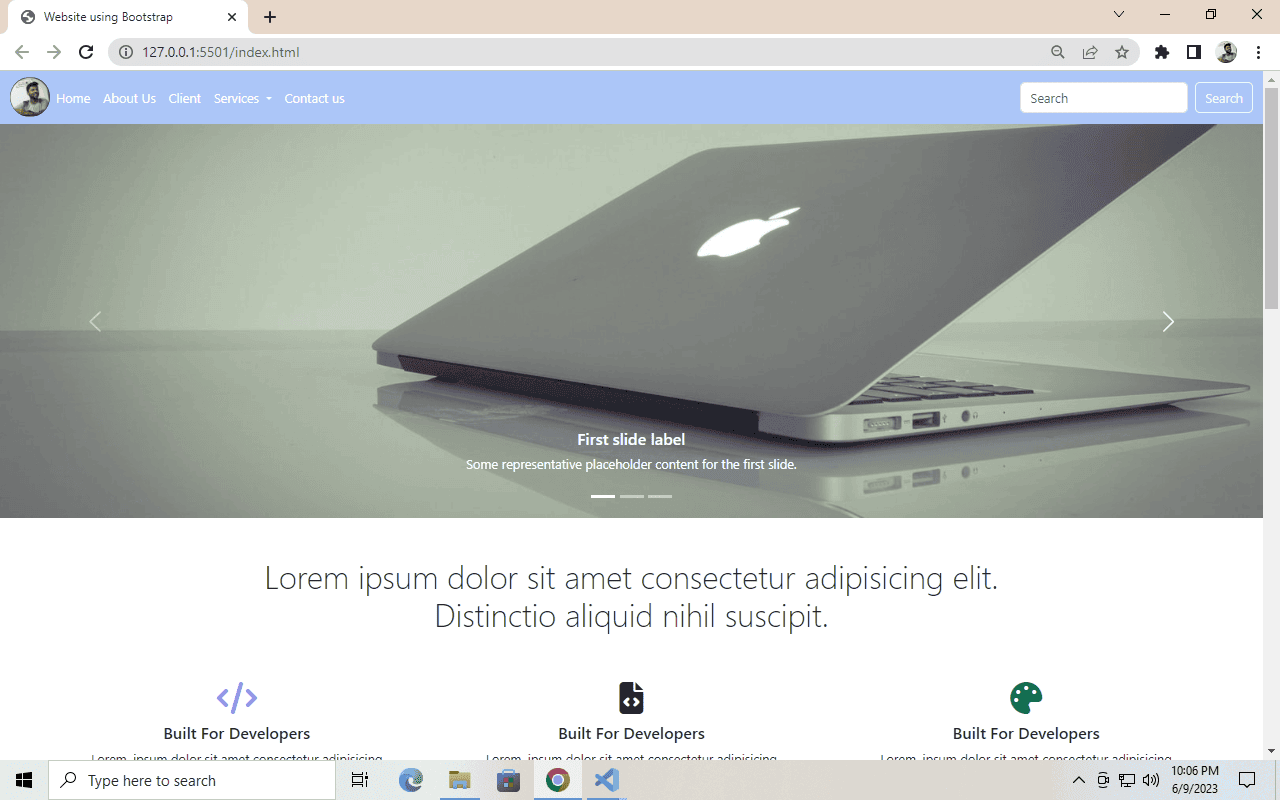 Website using Bootstrap
127.0.0.1:5501/index.html
Home About Us Client Services Contact us Search Search
First slide label
Some representative placeholder content for the first slide.
Lorem ipsum dolor sit amet consectetur adipisicing elit.
Distinctio aliquid nihil suscipit.
Built For Developers Built For Developers Built For Developers
Lorem, ipsum dolor sit amet consectetur adipisicing Lorem, ipsum dolor sit amet consectetur adipisicing Lorem, ipsum dolor sit amet consectetur adipisicing
Type here to search
10:06 PM
6/9/2023